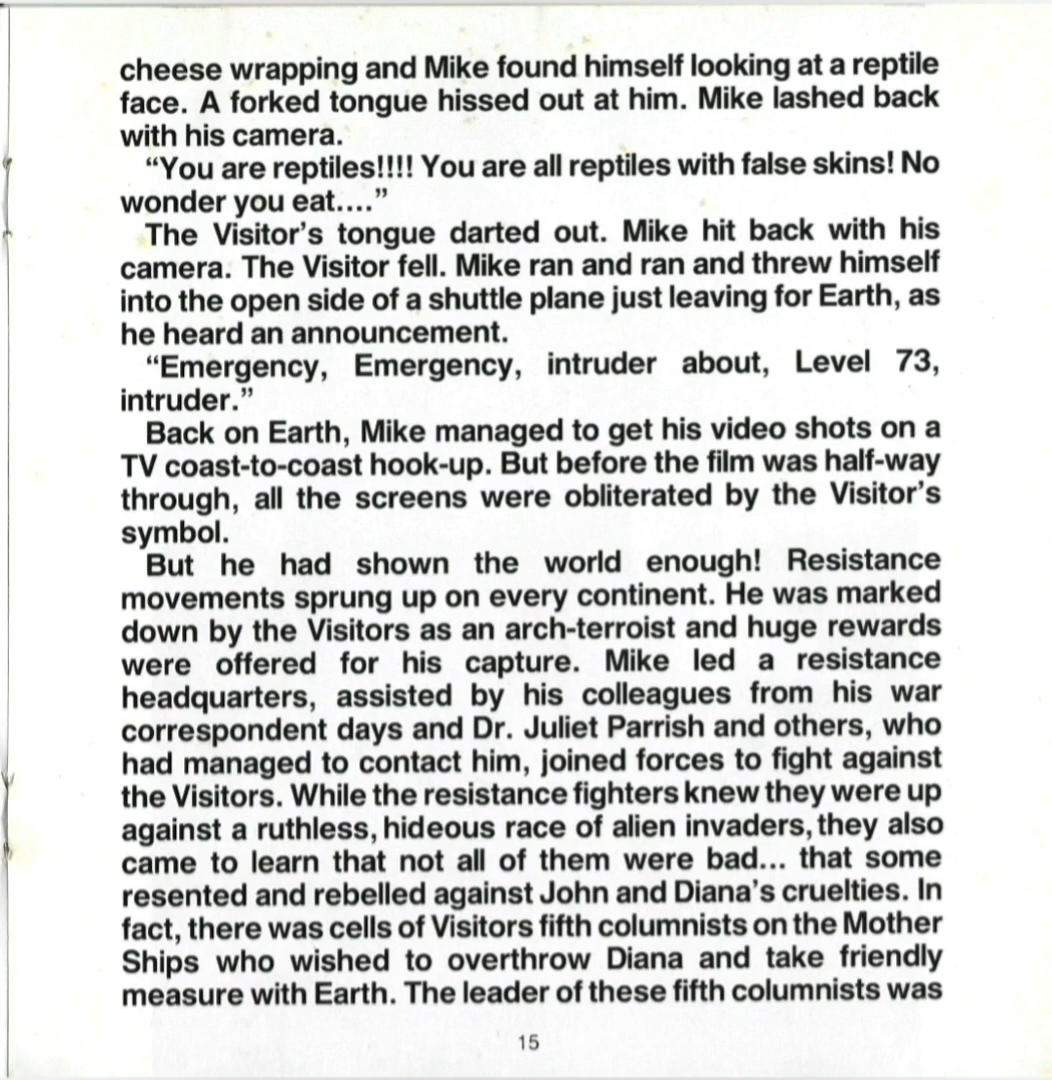 cheese wrapping and Mike found himself looking at a reptile
face. A forked tongue hissed out at him. Mike lashed back
with his camera.
“You are reptiles!!!! You are all reptiles with false skins! No
wonder you eat....”
The Visitor’s tongue darted out. Mike hit back with his
camera. The Visitor fell. Mike ran and ran and threw himself
into the open side of a shuttle plane just leaving for Earth, as
he heard an announcement.
“Emergency, Emergency, intruder about, Level 73,
intruder.”
Back on Earth, Mike managed to get his video shots on a
TV coast-to-coast hook-up. But before the film was half-way
through, all the screens were obliterated by the Visitor’s
symbol.
But he had shown the world enough! Resistance
movements sprung up on every continent. He was marked
down by the Visitors as an arch-terroist and huge rewards
were offered for his capture. Mike led a resistance
headquarters, assisted by his colleagues from his war
correspondent days and Dr. Juliet Parrish and others, who
had managed to contact him, joined forces to fight against
the Visitors. While the resistance fighters knew they were up
against a ruthless, hideous race of alien invaders, they also
came to learn that not all of them were bad... that some
resented and rebelled against John and Diana’s cruelties. In
fact, there was cells of Visitors fifth columnists on the Mother
Ships who wished to overthrow Diana and take friendly
measure with Earth. The leader of these fifth columnists was
15